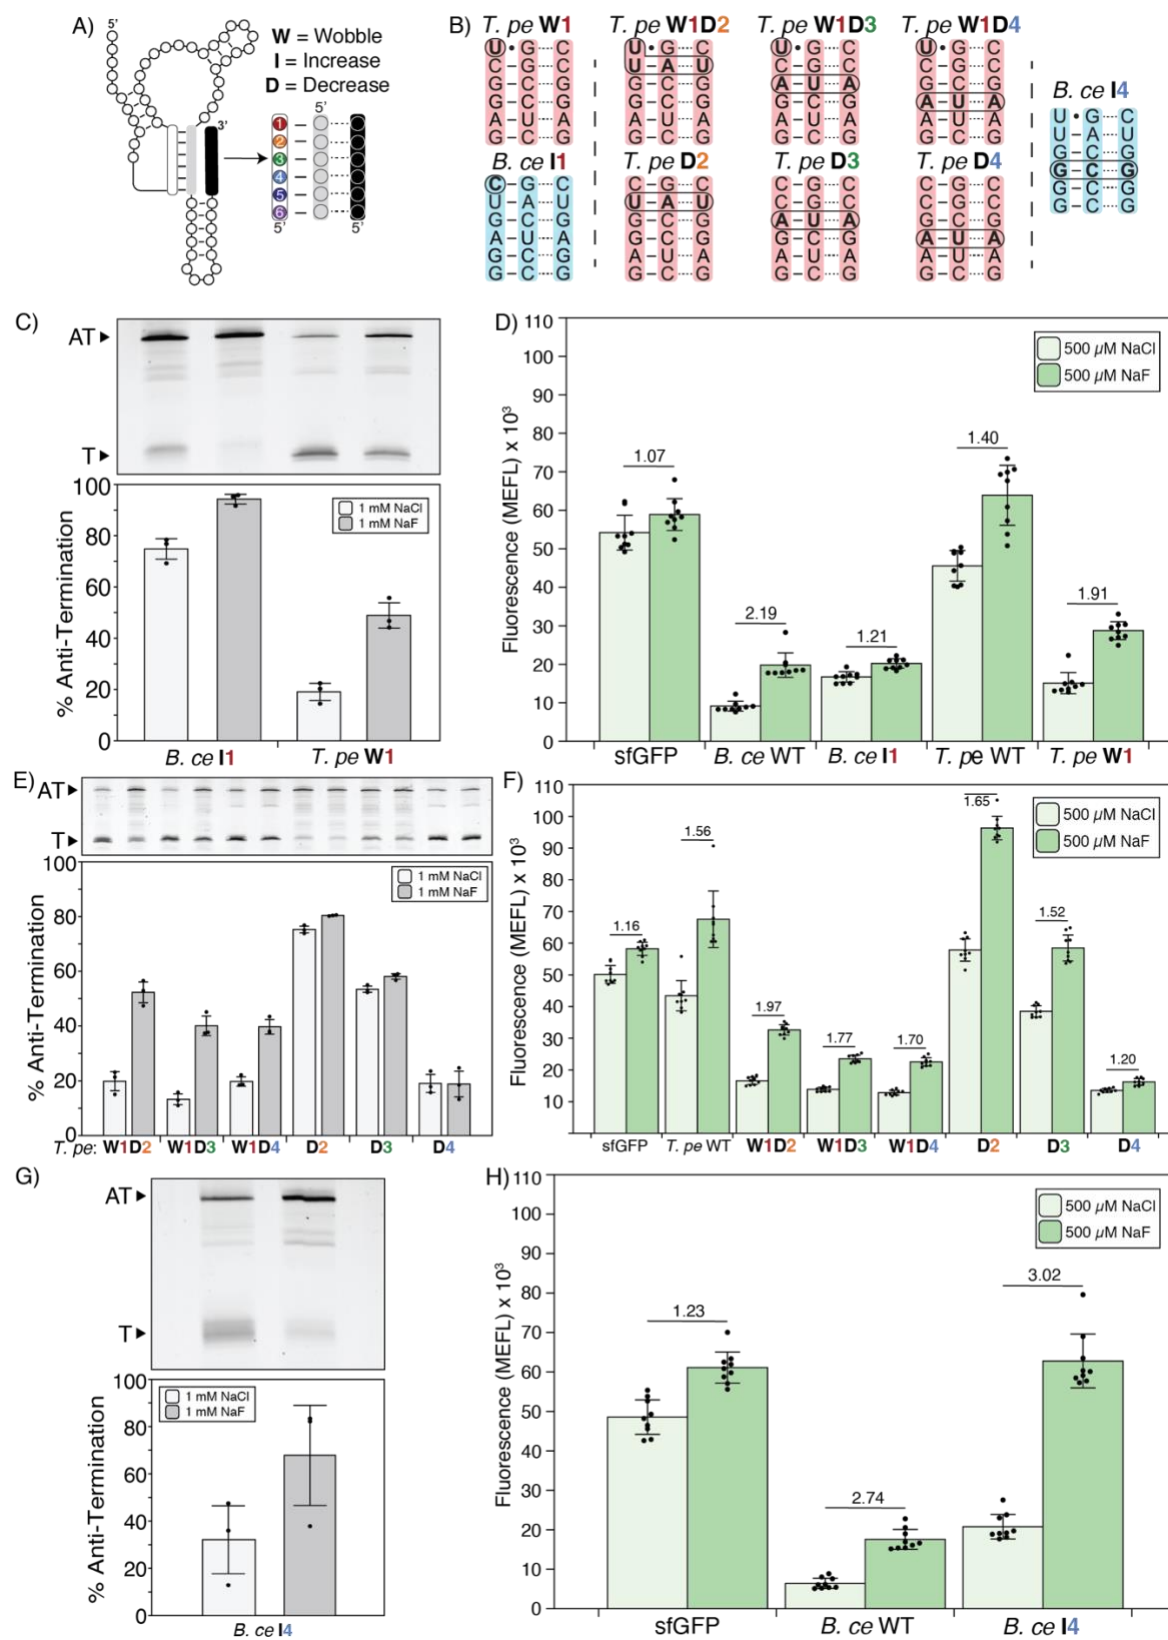 A)
5'
W = Wobble
I = Increase
D = Decrease
3'
5'
1
2
3
4
5
6
5' 5'
B)
T. pe W1
U • G C
C G C
G C G
G C G
A U A
G C G
B. ce I1
C G C
U A U
G C G
A U A
G C G
G C G
T. pe W1D2
U • G C
U A U
G C G
G C G
A U A
G C G
T. pe D2
C G C
U A U
G C G
G C G
A U A
G C G
T. pe W1D3
U • G C
C G C
A U A
G C G
A U A
G C G
T. pe D3
C G C
C G C
A U A
G C G
A U A
G C G
T. pe W1D4
U • G C
C G C
G C G
A U A
A U A
G C G
T. pe D4
C G C
C G C
G C G
A U A
A U A
G C G
B. ce I4
U • G C
U A U
G C G
G C G
G C G
G C G
C)
AT
T
% Anti-Termination
100
80
60
40
20
0
1 mM NaCl
1 mM NaF
B. ce I1 T. pe W1
D)
Fluorescence (MEFL) x 10³
110
100
90
80
70
60
50
40
30
20
10
0
500 µM NaCl
500 µM NaF
1.07
2.19
1.21
1.40
1.91
sfGFP B. ce WT B. ce I1 T. pe WT T. pe W1
E)
AT
T
% Anti-Termination
100
80
60
40
20
0
1 mM NaCl
1 mM NaF
T. pe: W1D2 W1D3 W1D4 D2 D3 D4
F)
Fluorescence (MEFL) x 10³
110
100
90
80
70
60
50
40
30
20
10
500 µM NaCl
500 µM NaF
1.16
1.56
1.97
1.77
1.70
1.65
1.52
1.20
sfGFP T. pe WT W1D2 W1D3 W1D4 D2 D3 D4
G)
AT
T
% Anti-Termination
100
80
60
40
20
0
1 mM NaCl
1 mM NaF
B. ce I4
H)
Fluorescence (MEFL) x 10³
110
100
90
80
70
60
50
40
30
20
10
0
500 µM NaCl
500 µM NaF
1.23
2.74
3.02
sfGFP B. ce WT B. ce I4